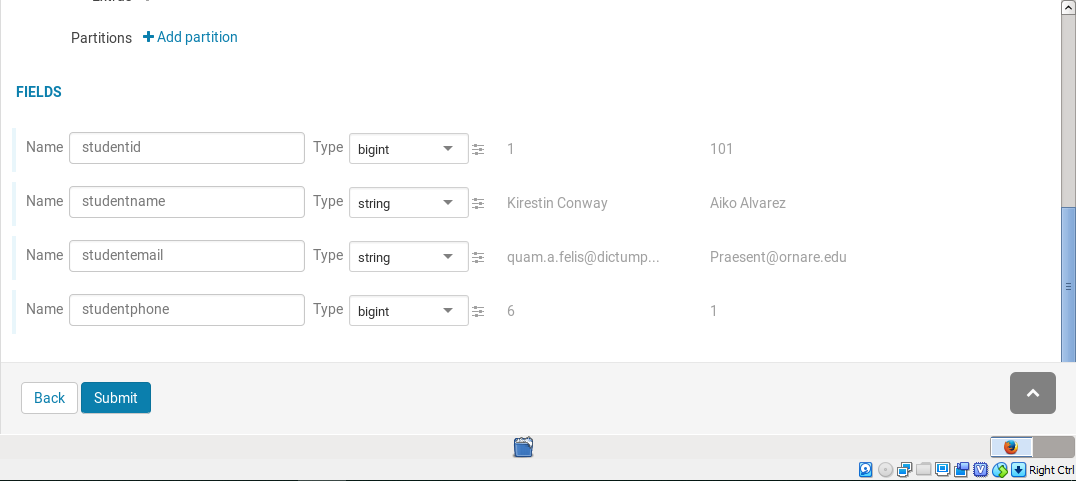 Partitions + Add partition
FIELDS
Name studentid Type bigint 1 101
Name studentname Type string Kirestin Conway Aiko Alvarez
Name studentemail Type string quam.a.felis@dictump... Praesent@ornare.edu
Name studentphone Type bigint 6 1
Back Submit
Right Ctrl